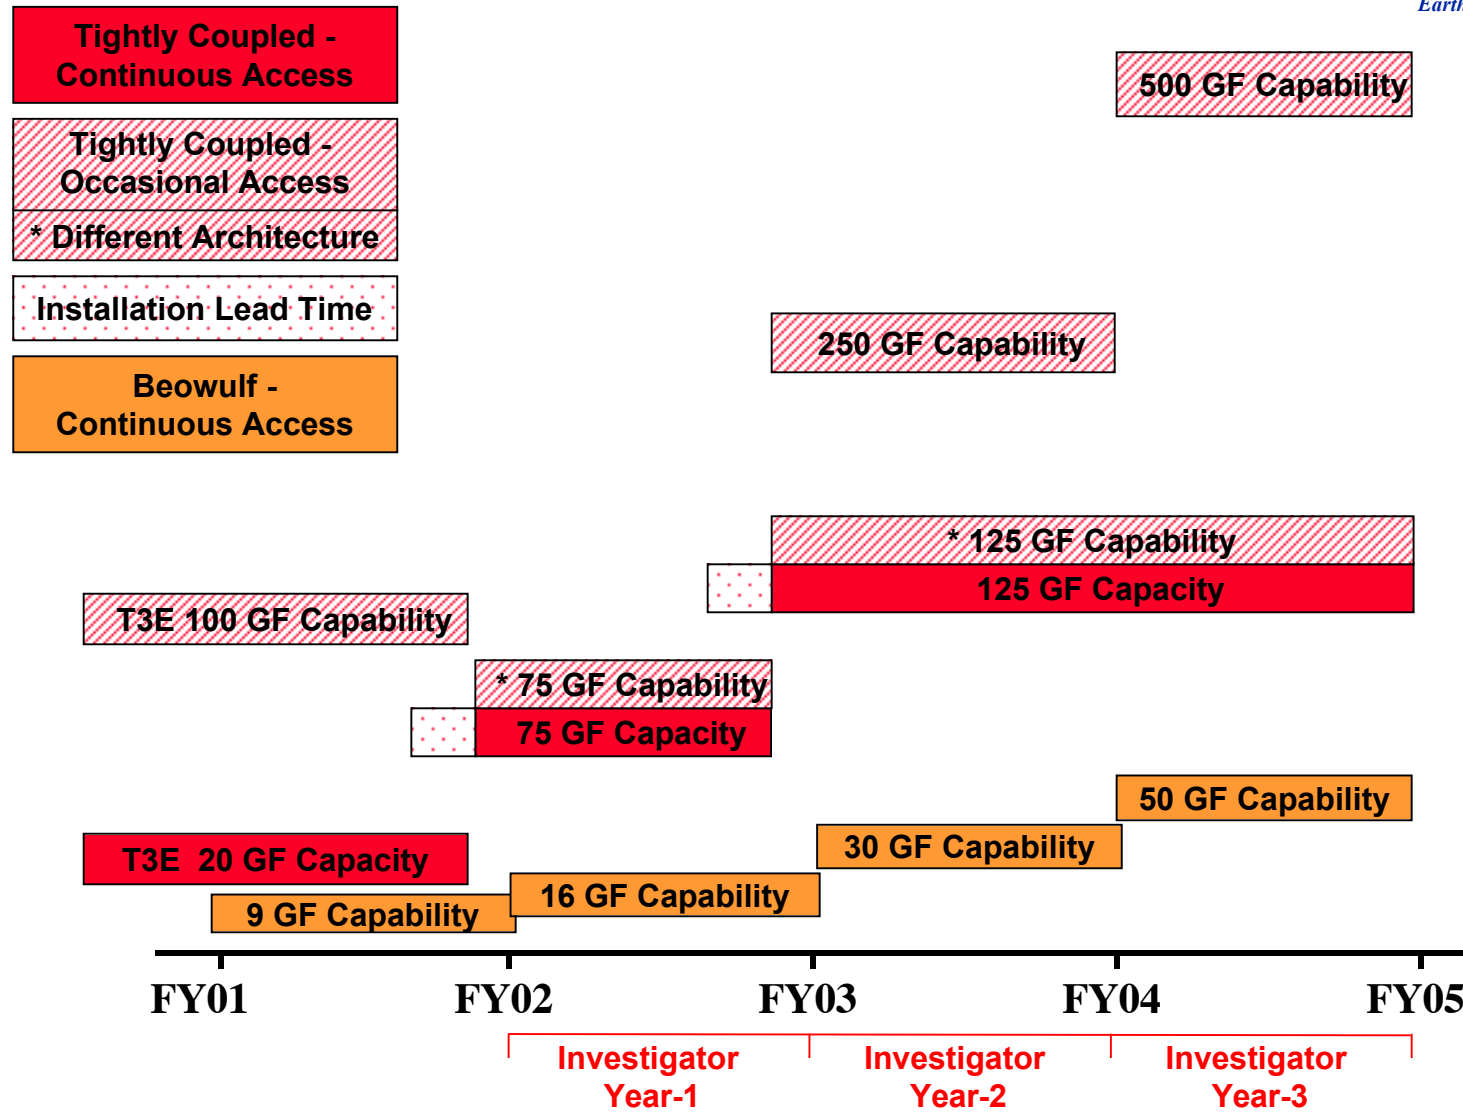 Earth
Tightly Coupled -
Continuous Access
500 GF Capability
Tightly Coupled -
Occasional Access
* Different Architecture
Installation Lead Time
250 GF Capability
Beowulf -
Continuous Access
* 125 GF Capability
125 GF Capacity
T3E 100 GF Capability
* 75 GF Capability
75 GF Capacity
50 GF Capability
30 GF Capability
T3E 20 GF Capacity
16 GF Capability
9 GF Capability
FY01 FY02 FY03 FY04 FY05
Investigator Investigator Investigator
Year-1 Year-2 Year-3